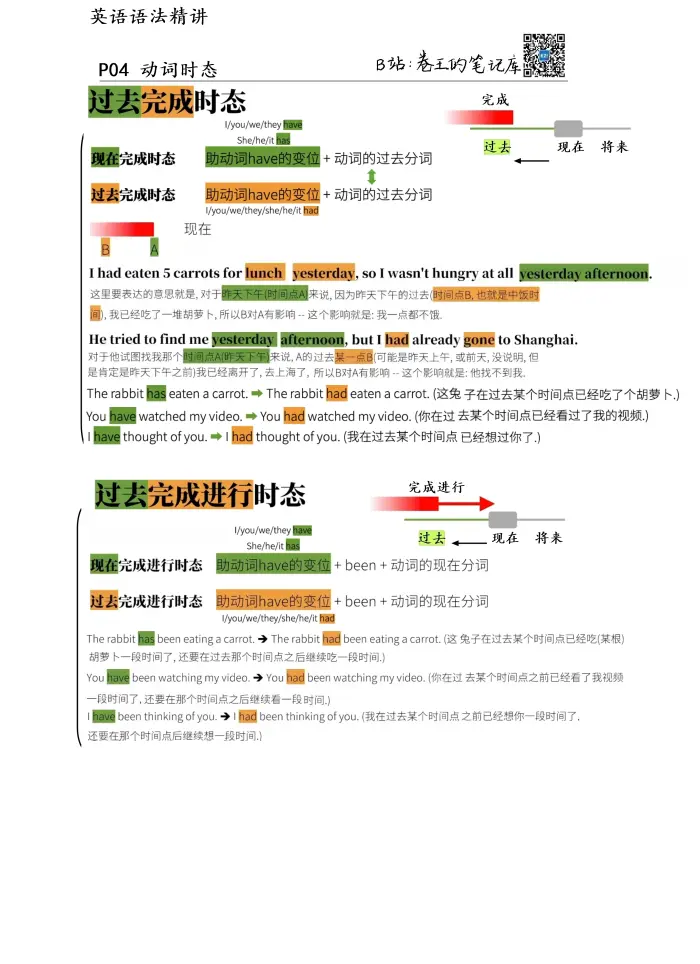 英语语法精讲
P04 动词时态
B站:卷王的笔记库
过去完成时态
完成
过去 现在 将来
I/you/we/they have
She/he/it has
现在完成时态 助动词have的变位 + 动词的过去分词
过去完成时态 助动词have的变位 + 动词的过去分词
I/you/we/they/she/he/it had
现在
B A
I had eaten 5 carrots for lunch yesterday, so I wasn't hungry at all yesterday afternoon.
这里要表达的意思就是, 对于昨天下午(时间点A)来说, 因为昨天下午的过去(时间点B, 也就是中饭时
间), 我已经吃了一堆胡萝卜, 所以B对A有影响 -- 这个影响就是: 我一点都不饿.
He tried to find me yesterday afternoon, but I had already gone to Shanghai.
对于他试图找我那个时间点A(昨天下午)来说, A的过去某一点B(可能是昨天上午, 或前天, 没说明, 但
是肯定是昨天下午之前)我已经离开了, 去上海了, 所以B对A有影响 -- 这个影响就是: 他找不到我.
The rabbit has eaten a carrot. ➡ The rabbit had eaten a carrot. (这兔 子在过去某个时间点已经吃了个胡萝卜.)
You have watched my video. ➡ You had watched my video. (你在过 去某个时间点已经看过了我的视频.)
I have thought of you. ➡ I had thought of you. (我在过去某个时间点 已经想过你了.)
过去完成进行时态
完成进行
过去 现在 将来
I/you/we/they have
She/he/it has
现在完成进行时态 助动词have的变位 + been + 动词的现在分词
过去完成进行时态 助动词have的变位 + been + 动词的现在分词
I/you/we/they/she/he/it had
The rabbit has been eating a carrot. ➔ The rabbit had been eating a carrot. (这 兔子在过去某个时间点已经吃(某根)
胡萝卜一段时间了, 还要在过去那个时间点之后继续吃一段时间.)
You have been watching my video. ➔ You had been watching my video. (你在过 去某个时间点之前已经看了我视频
一段时间了, 还要在那个时间点之后继续看一段 时间.)
I have been thinking of you. ➔ I had been thinking of you. (我在过去某个时间点 之前已经想你一段时间了,
还要在那个时间点后继续想一段时间.)